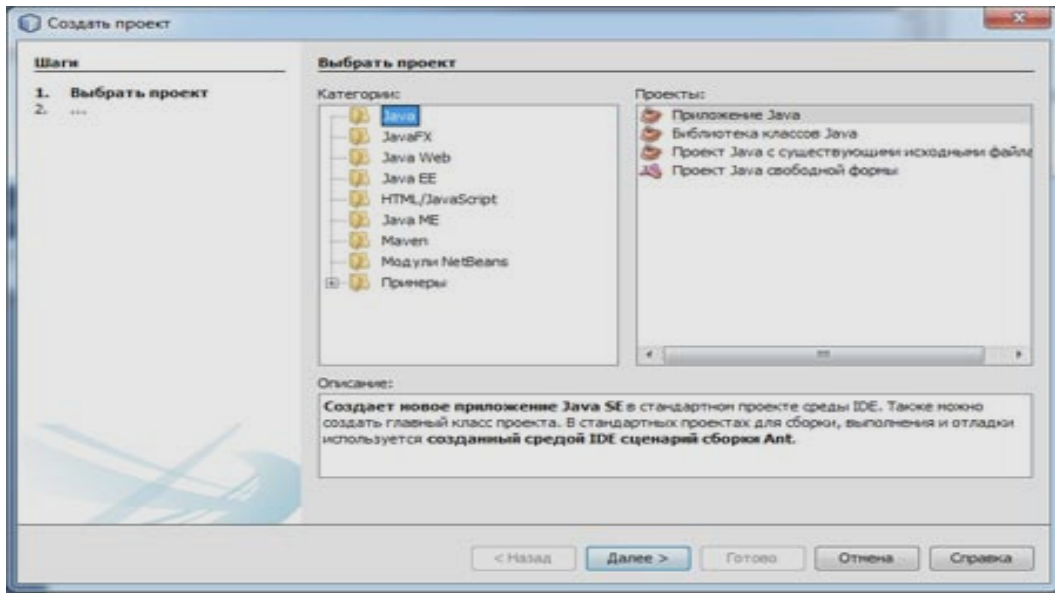 Создать проект
Шаги
1. Выбрать проект
2. ...
Выбрать проект
Категории:
Java
JavaFX
Java Web
Java EE
HTML/JavaScript
Java ME
Maven
Модули NetBeans
Примеры
Проекты:
Приложение Java
Библиотека классов Java
Проект Java с существующими исходными файла
Проект Java свободной формы
Описание:
Создает новое приложение Java SE в стандартном проекте среды IDE. Также можно
создать главный класс проекта. В стандартных проектах для сборки, выполнения и отладки
используется созданный средой IDE сценарий сборки Ant.
< Назад
Далее >
Готово
Отмена
Справка